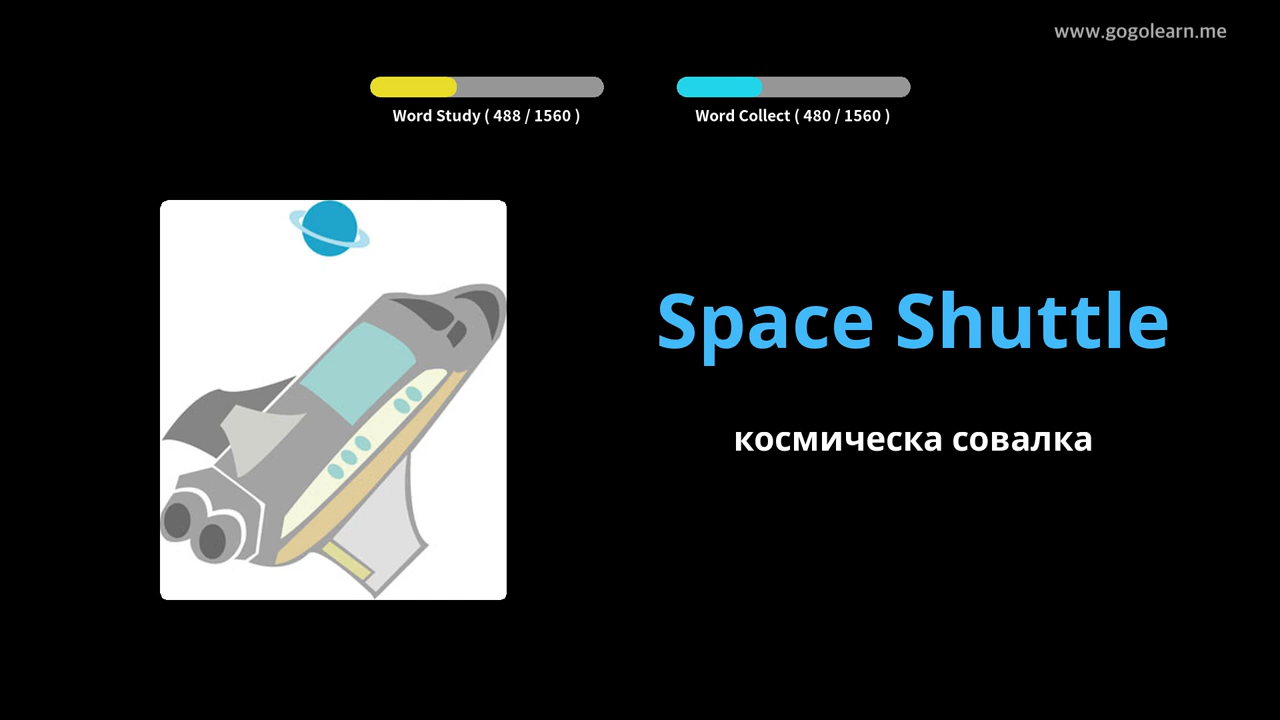 www.gogolearn.me
Word Study ( 488 / 1560 )
Word Collect ( 480 / 1560 )
Space Shuttle
космическа совалка